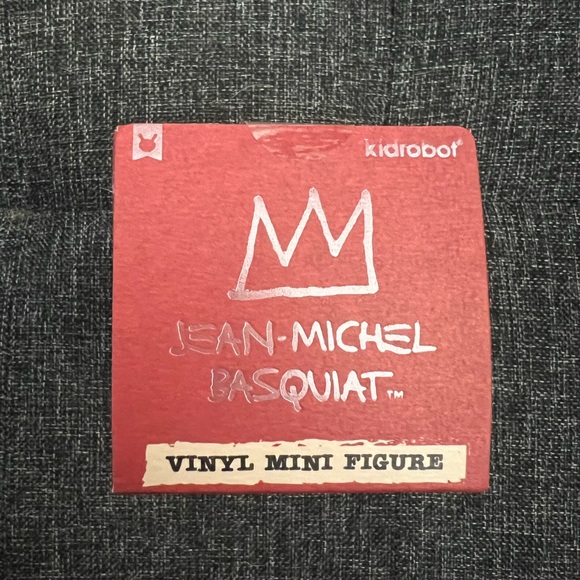 kidrobot
JEAN-MICHEL
BASQUIAT™
VINYL MINI FIGURE